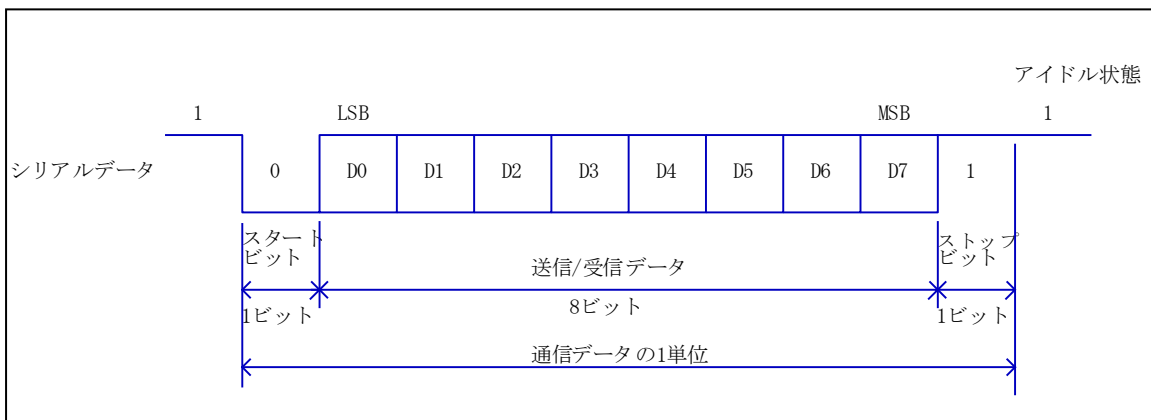 アイドル状態
1 LSB MSB 1
シリアルデータ 0 D0 D1 D2 D3 D4 D5 D6 D7 1
スタート
ビット
送信/受信データ
ストップ
ビット
1ビット
8ビット
1ビット
通信データの1単位